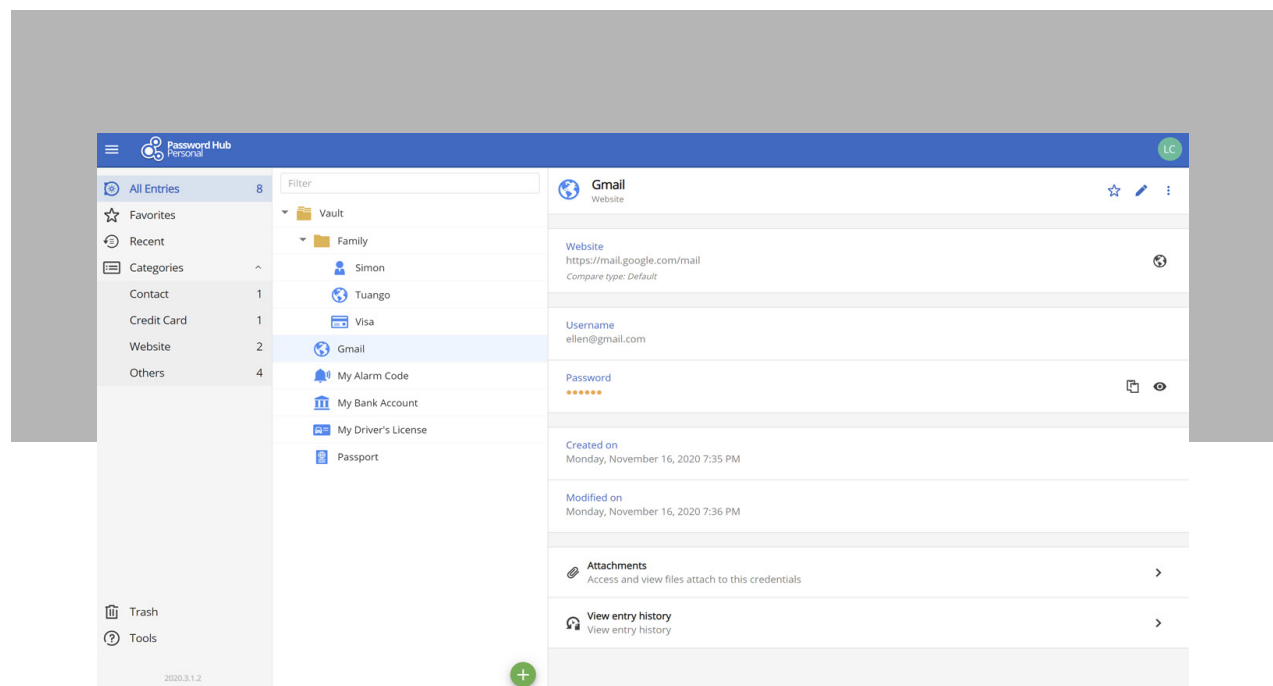 Password Hub
Personal
LC
All Entries 8
Favorites
Recent
Categories
Contact 1
Credit Card 1
Website 2
Others 4
Trash
Tools
2020.3.1.2
Filter
Vault
Family
Simon
Tuango
Visa
Gmail
My Alarm Code
My Bank Account
My Driver's License
Passport
Gmail
Website
Website
https://mail.google.com/mail
Compare type: Default
Username
ellen@gmail.com
Password
••••••
Created on
Monday, November 16, 2020 7:35 PM
Modified on
Monday, November 16, 2020 7:36 PM
Attachments
Access and view files attach to this credentials
View entry history
View entry history